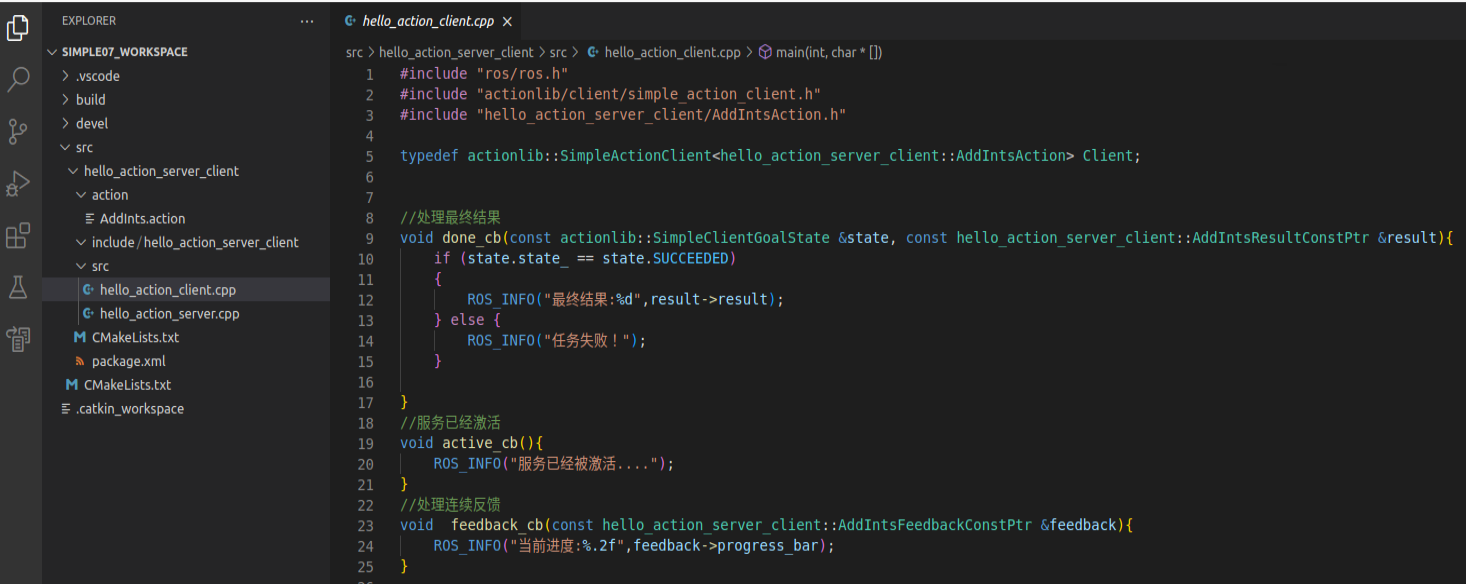 EXPLORER
SIMPLE07_WORKSPACE
.vscode
build
devel
src
hello_action_server_client
action
AddInts.action
include/hello_action_server_client
src
hello_action_client.cpp
hello_action_server.cpp
CMakeLists.txt
package.xml
CMakeLists.txt
.catkin_workspace
hello_action_client.cpp
src > hello_action_server_client > src > hello_action_client.cpp > main(int, char * [])
1 #include "ros/ros.h"
2 #include "actionlib/client/simple_action_client.h"
3 #include "hello_action_server_client/AddIntsAction.h"
4
5 typedef actionlib::SimpleActionClient<hello_action_server_client::AddIntsAction> Client;
6
7
8 //处理最终结果
9 void done_cb(const actionlib::SimpleClientGoalState &state, const hello_action_server_client::AddIntsResultConstPtr &result){
10 if (state.state_ == state.SUCCEEDED)
11 {
12 ROS_INFO("最终结果:%d",result->result);
13 } else {
14 ROS_INFO("任务失败！");
15 }
16
17 }
18 //服务已经激活
19 void active_cb(){
20 ROS_INFO("服务已经被激活....");
21 }
22 //处理连续反馈
23 void  feedback_cb(const hello_action_server_client::AddIntsFeedbackConstPtr &feedback){
24 ROS_INFO("当前进度:%.2f",feedback->progress_bar);
25 }